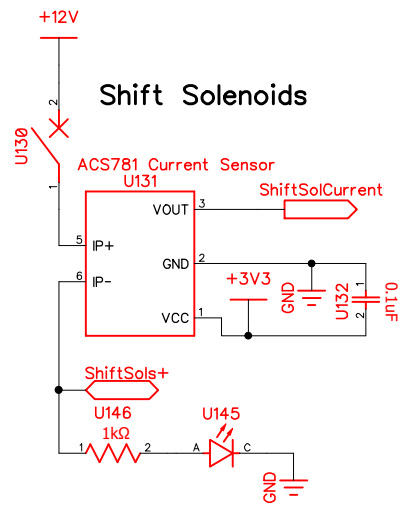 +12V
Shift Solenoids
2
U130
1
ACS781 Current Sensor
U131
VOUT 3
ShiftSolCurrent
5 IP+
GND 2
6 IP-
+3V3
GND
U132
1
2
0.1uF
VCC 1
ShiftSols+
U146
1kΩ
U145
1
2
A
C
GND